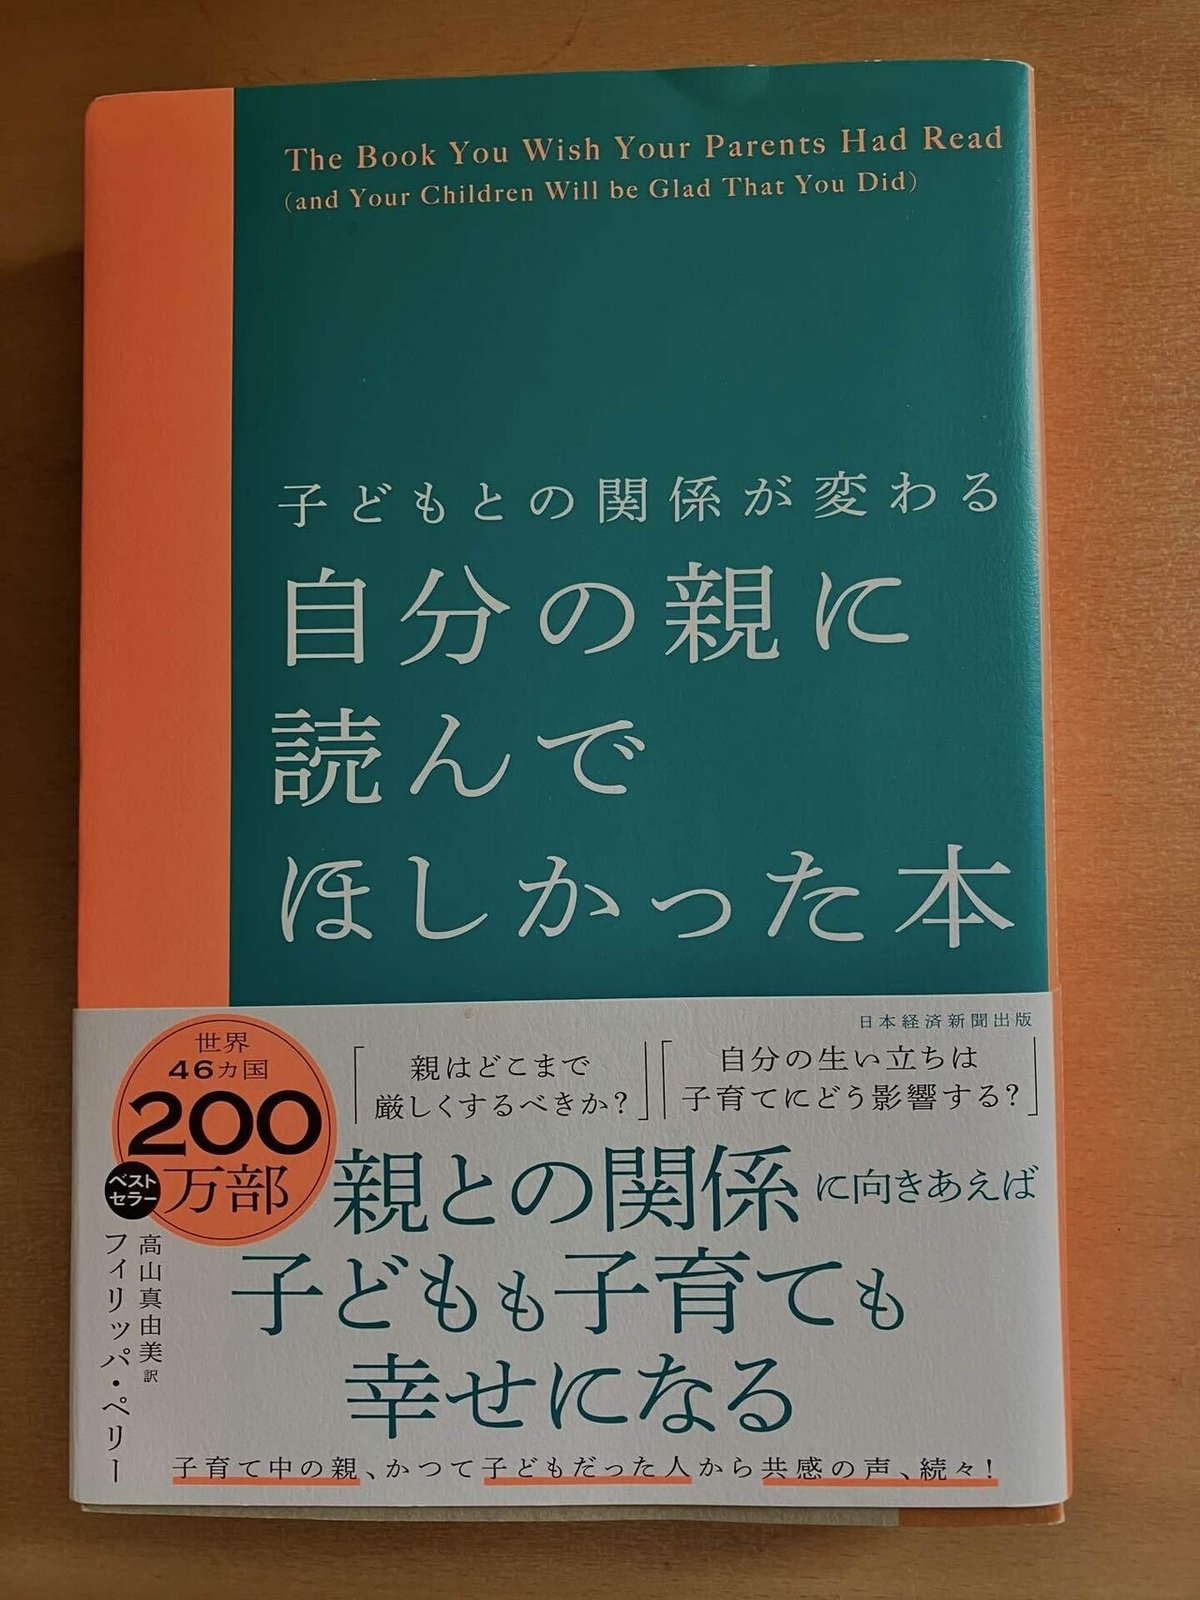 The Book You Wish Your Parents Had Read
(and Your Children Will be Glad That You Did)
子どもとの関係が変わる
自分の親に
読んで
ほしかった本
日本経済新聞出版
世界
46カ国
200
万部
ベスト
セラー
「親はどこまで
厳しくするべきか?」
「自分の生い立ちは
子育てにどう影響する?」
親との関係に向きあえば
子どもも子育ても
幸せになる
フィリッパ・ペリー
高山真由美 訳
子育て中の親、かつて子どもだった人から共感の声、続々!